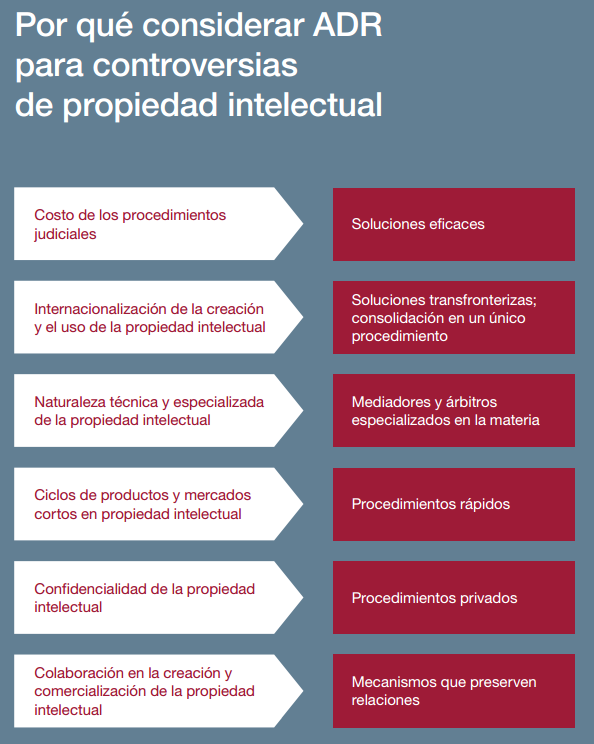 Por qué considerar ADR
para controversias
de propiedad intelectual
Costo de los procedimientos
judiciales
Soluciones eficaces
Internacionalización de la creación
y el uso de la propiedad intelectual
Soluciones transfronterizas;
consolidación en un único
procedimiento
Naturaleza técnica y especializada
de la propiedad intelectual
Mediadores y árbitros
especializados en la materia
Ciclos de productos y mercados
cortos en propiedad intelectual
Procedimientos rápidos
Confidencialidad de la propiedad
intelectual
Procedimientos privados
Colaboración en la creación y
comercialización de la propiedad
intelectual
Mecanismos que preserven
relaciones